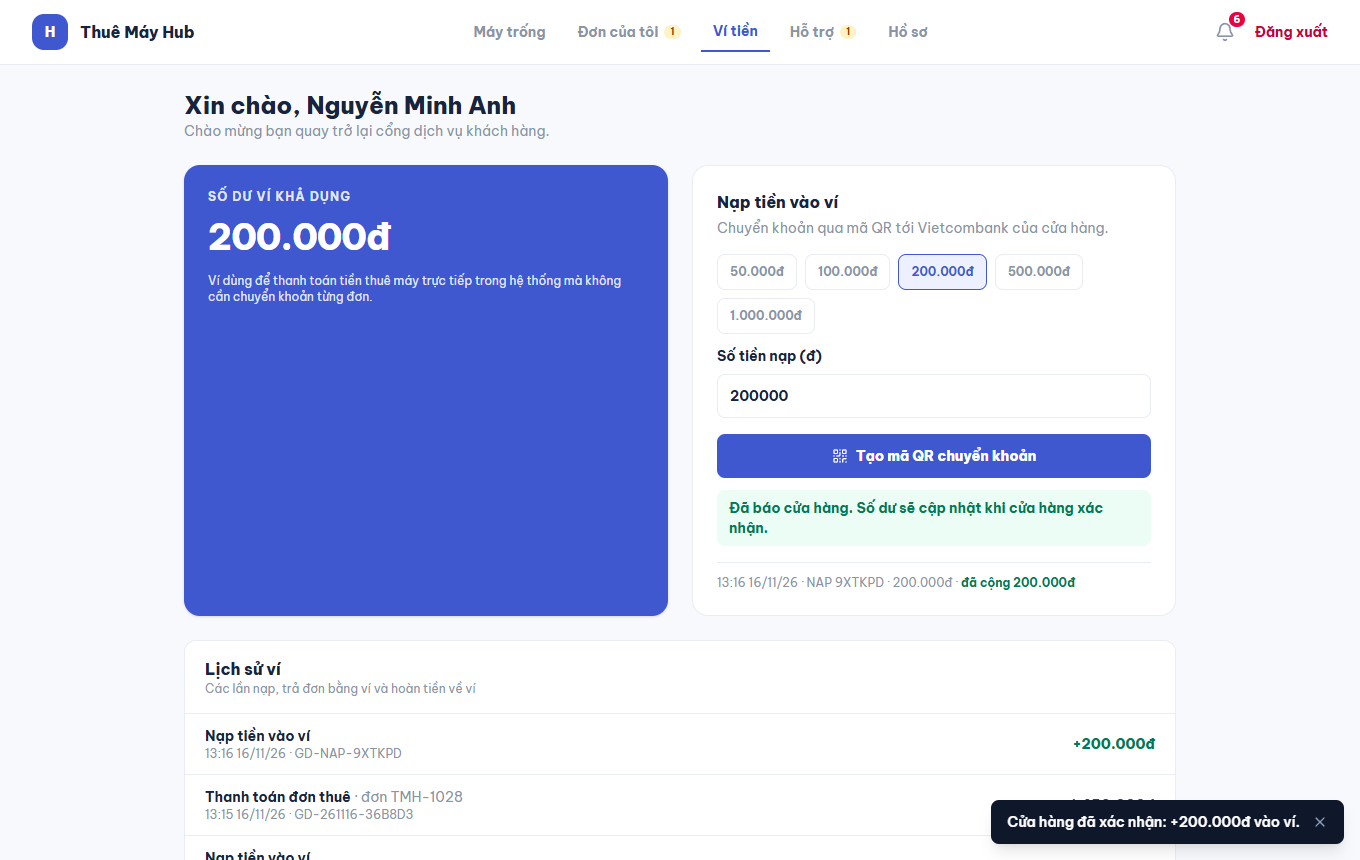 H
Thuê Máy Hub
Máy trống
Đơn của tôi 1
Ví tiền
Hỗ trợ 1
Hồ sơ
6
Đăng xuất
Xin chào, Nguyễn Minh Anh
Chào mừng bạn quay trở lại cổng dịch vụ khách hàng.
SỐ DƯ VÍ KHẢ DỤNG
200.000đ
Ví dùng để thanh toán tiền thuê máy trực tiếp trong hệ thống mà không
cần chuyển khoản từng đơn.
Nạp tiền vào ví
Chuyển khoản qua mã QR tới Vietcombank của cửa hàng.
50.000đ
100.000đ
200.000đ
500.000đ
1.000.000đ
Số tiền nạp (đ)
200000
Tạo mã QR chuyển khoản
Đã báo cửa hàng. Số dư sẽ cập nhật khi cửa hàng xác
nhận.
13:16 16/11/26 · NAP 9XTKPD · 200.000đ · đã cộng 200.000đ
Lịch sử ví
Các lần nạp, trả đơn bằng ví và hoàn tiền về ví
Nạp tiền vào ví
13:16 16/11/26 · GD-NAP-9XTKPD
+200.000đ
Thanh toán đơn thuê · đơn TMH-1028
13:15 16/11/26 · GD-261116-36B8D3
Nạp tiền vào ví
Cửa hàng đã xác nhận: +200.000đ vào ví.